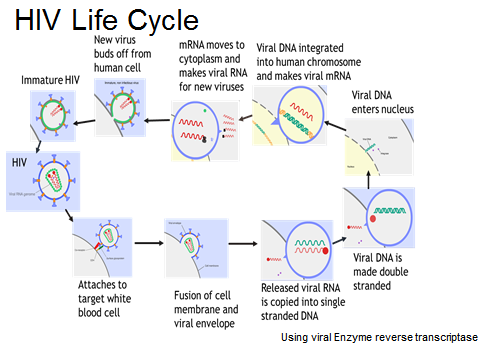 HIV Life Cycle
New virus
buds off from
human cell
mRNA moves to
cytoplasm and
makes viral RNA
for new viruses
Viral DNA integrated
into human chromosome
and makes viral mRNA
Viral DNA
enters nucleus
Immature HIV
HIV
Viral RNA genome
Attaches to
target white
blood cell
Fusion of cell
membrane and
viral envelope
Released viral RNA
is copied into single
stranded DNA
Viral DNA is
made double
stranded
Using viral Enzyme reverse transcriptase